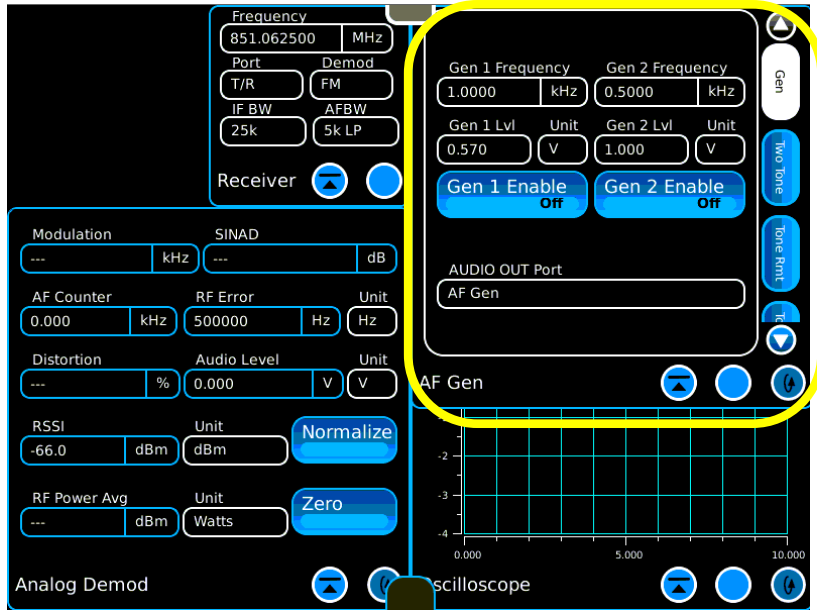 Frequency
851.062500 MHz
Port Demod
T/R FM
IF BW AFBW
25k 5k LP
Receiver
Gen 1 Frequency Gen 2 Frequency
1.0000 kHz 0.5000 kHz
Gen 1 Lvl Unit Gen 2 Lvl Unit
0.570 V 1.000 V
Gen 1 Enable Gen 2 Enable
Off Off
AUDIO OUT Port
AF Gen
Gen
Two Tone
Tone Rmt
AF Gen
Modulation SINAD
--- kHz --- dB
AF Counter RF Error Unit
0.000 kHz 500000 Hz Hz
Distortion Audio Level Unit
--- % 0.000 V V
RSSI Unit
-66.0 dBm dBm Normalize
RF Power Avg Unit
--- dBm Watts Zero
Analog Demod
-2
-3
-4
0.000 5.000 10.000
scilloscope